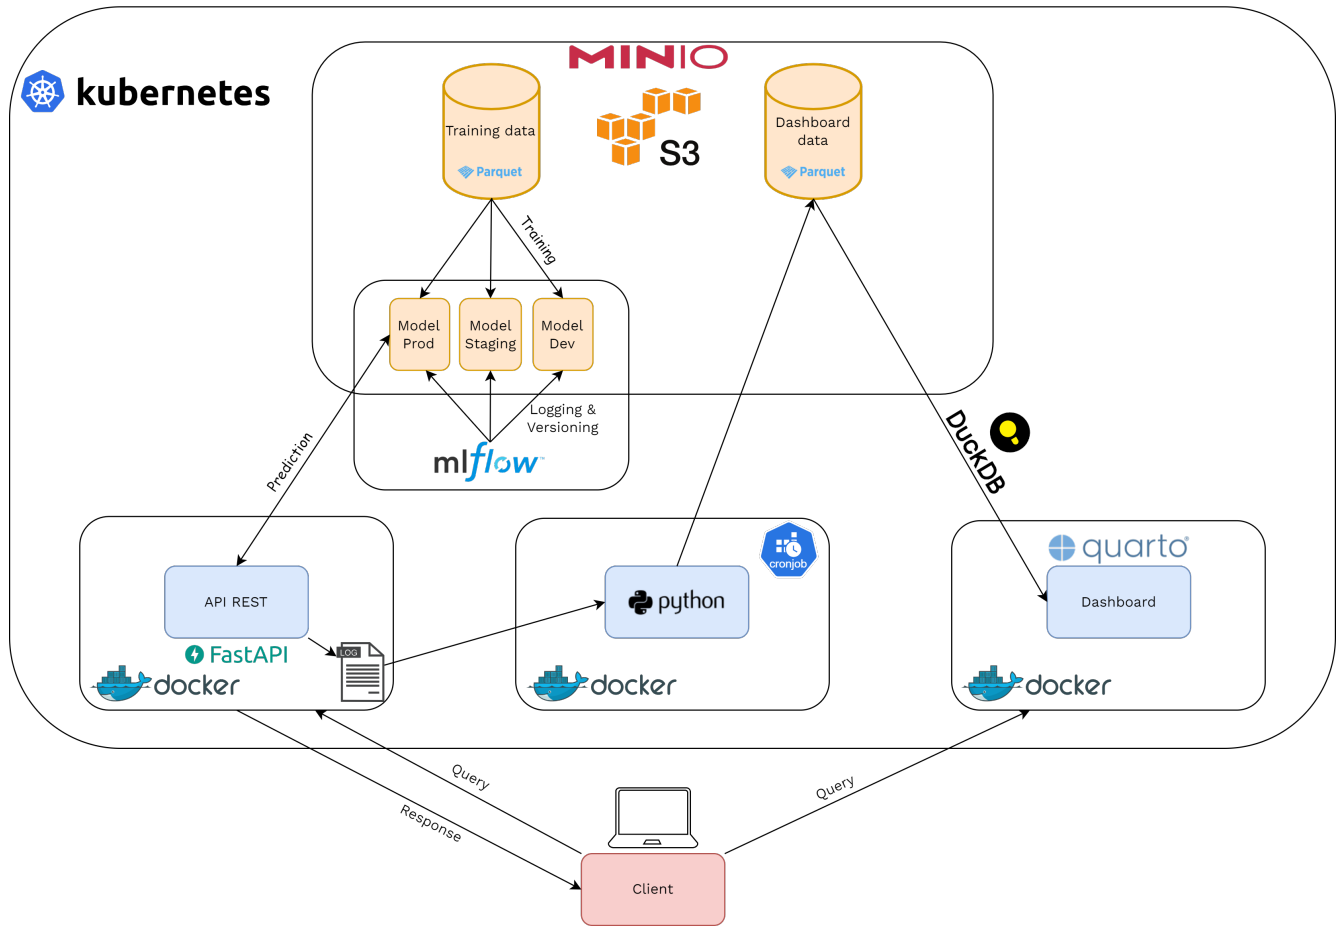 MINIO
kubernetes
S3
Training data
Parquet
Dashboard
data
Parquet
Training
Model
Prod
Model
Staging
Model
Dev
Logging &
Versioning
mlflow™
Prediction
DuckDB
API REST
FastAPI
docker
LOG
python
cronjob
docker
quarto®
Dashboard
docker
Query
Response
Query
Client